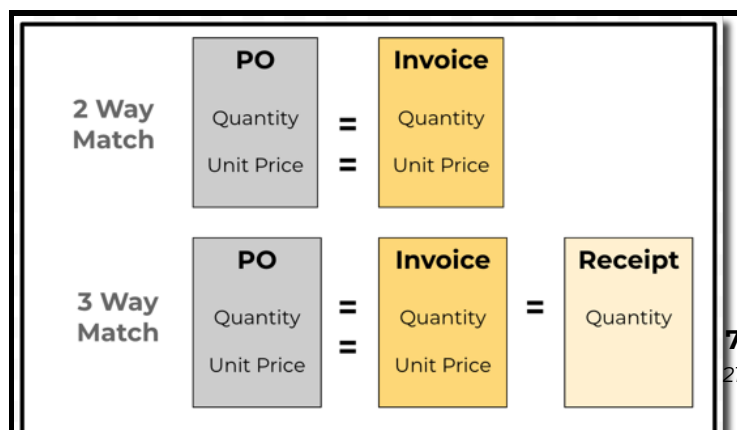 PO Invoice
2 Way
Match
Quantity = Quantity
Unit Price = Unit Price
PO Invoice Receipt
3 Way
Match
Quantity = Quantity = Quantity
Unit Price = Unit Price
7